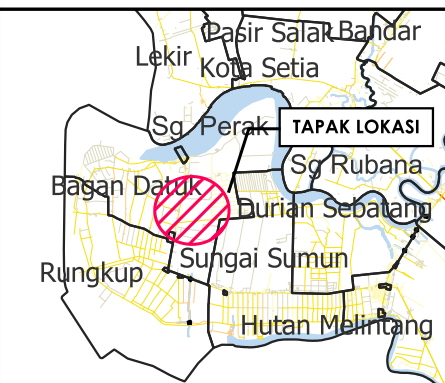 Pasir Salak Bandar
Lekir
Kota Setia
Sg Perak
TAPAK LOKASI
Sg Rubana
Bagan Datuk
Durian Sebatang
Sungai Sumun
Rungkup
Hutan Melintang